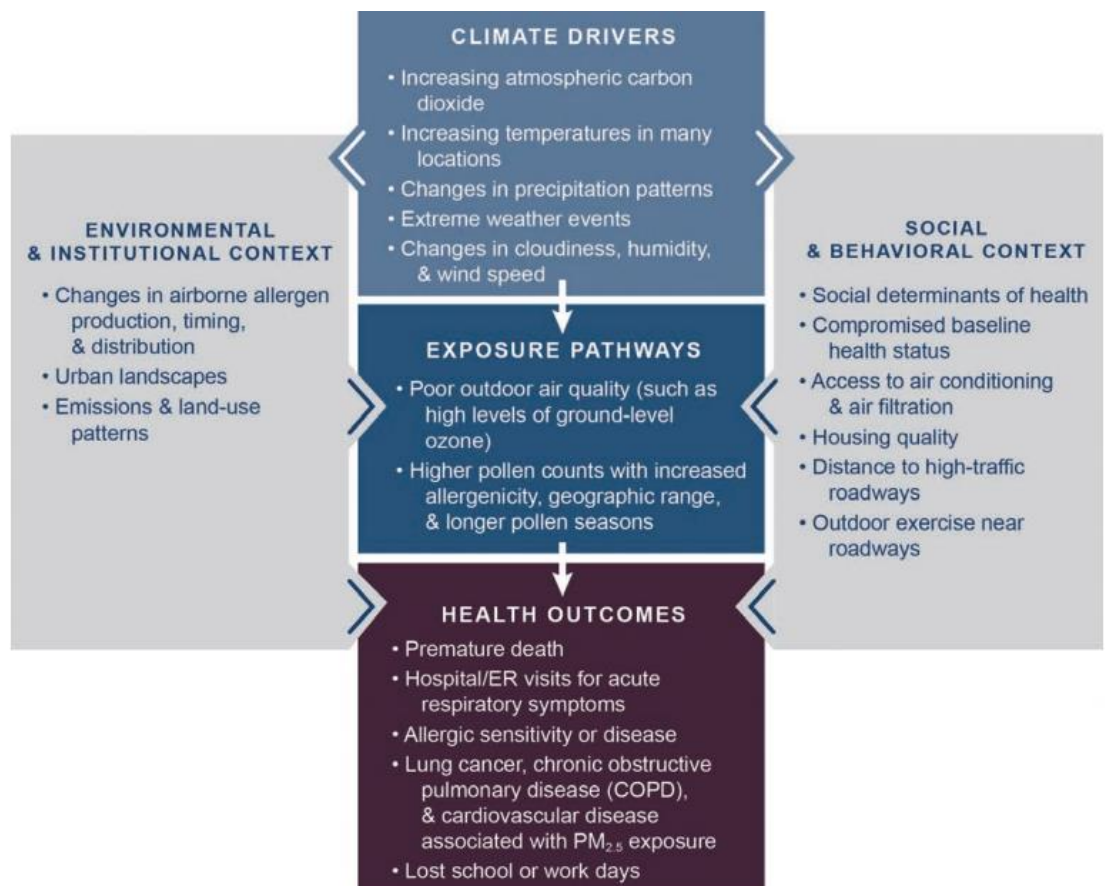 CLIMATE DRIVERS
• Increasing atmospheric carbon
dioxide
• Increasing temperatures in many
locations
• Changes in precipitation patterns
• Extreme weather events
• Changes in cloudiness, humidity,
& wind speed
ENVIRONMENTAL
& INSTITUTIONAL CONTEXT
• Changes in airborne allergen
production, timing,
& distribution
• Urban landscapes
• Emissions & land-use
patterns
EXPOSURE PATHWAYS
• Poor outdoor air quality (such as
high levels of ground-level
ozone)
• Higher pollen counts with increased
allergenicity, geographic range,
& longer pollen seasons
SOCIAL
& BEHAVIORAL CONTEXT
• Social determinants of health
• Compromised baseline
health status
• Access to air conditioning
& air filtration
• Housing quality
• Distance to high-traffic
roadways
• Outdoor exercise near
roadways
HEALTH OUTCOMES
• Premature death
• Hospital/ER visits for acute
respiratory symptoms
• Allergic sensitivity or disease
• Lung cancer, chronic obstructive
pulmonary disease (COPD),
& cardiovascular disease
associated with PM₂.₅ exposure
• Lost school or work days